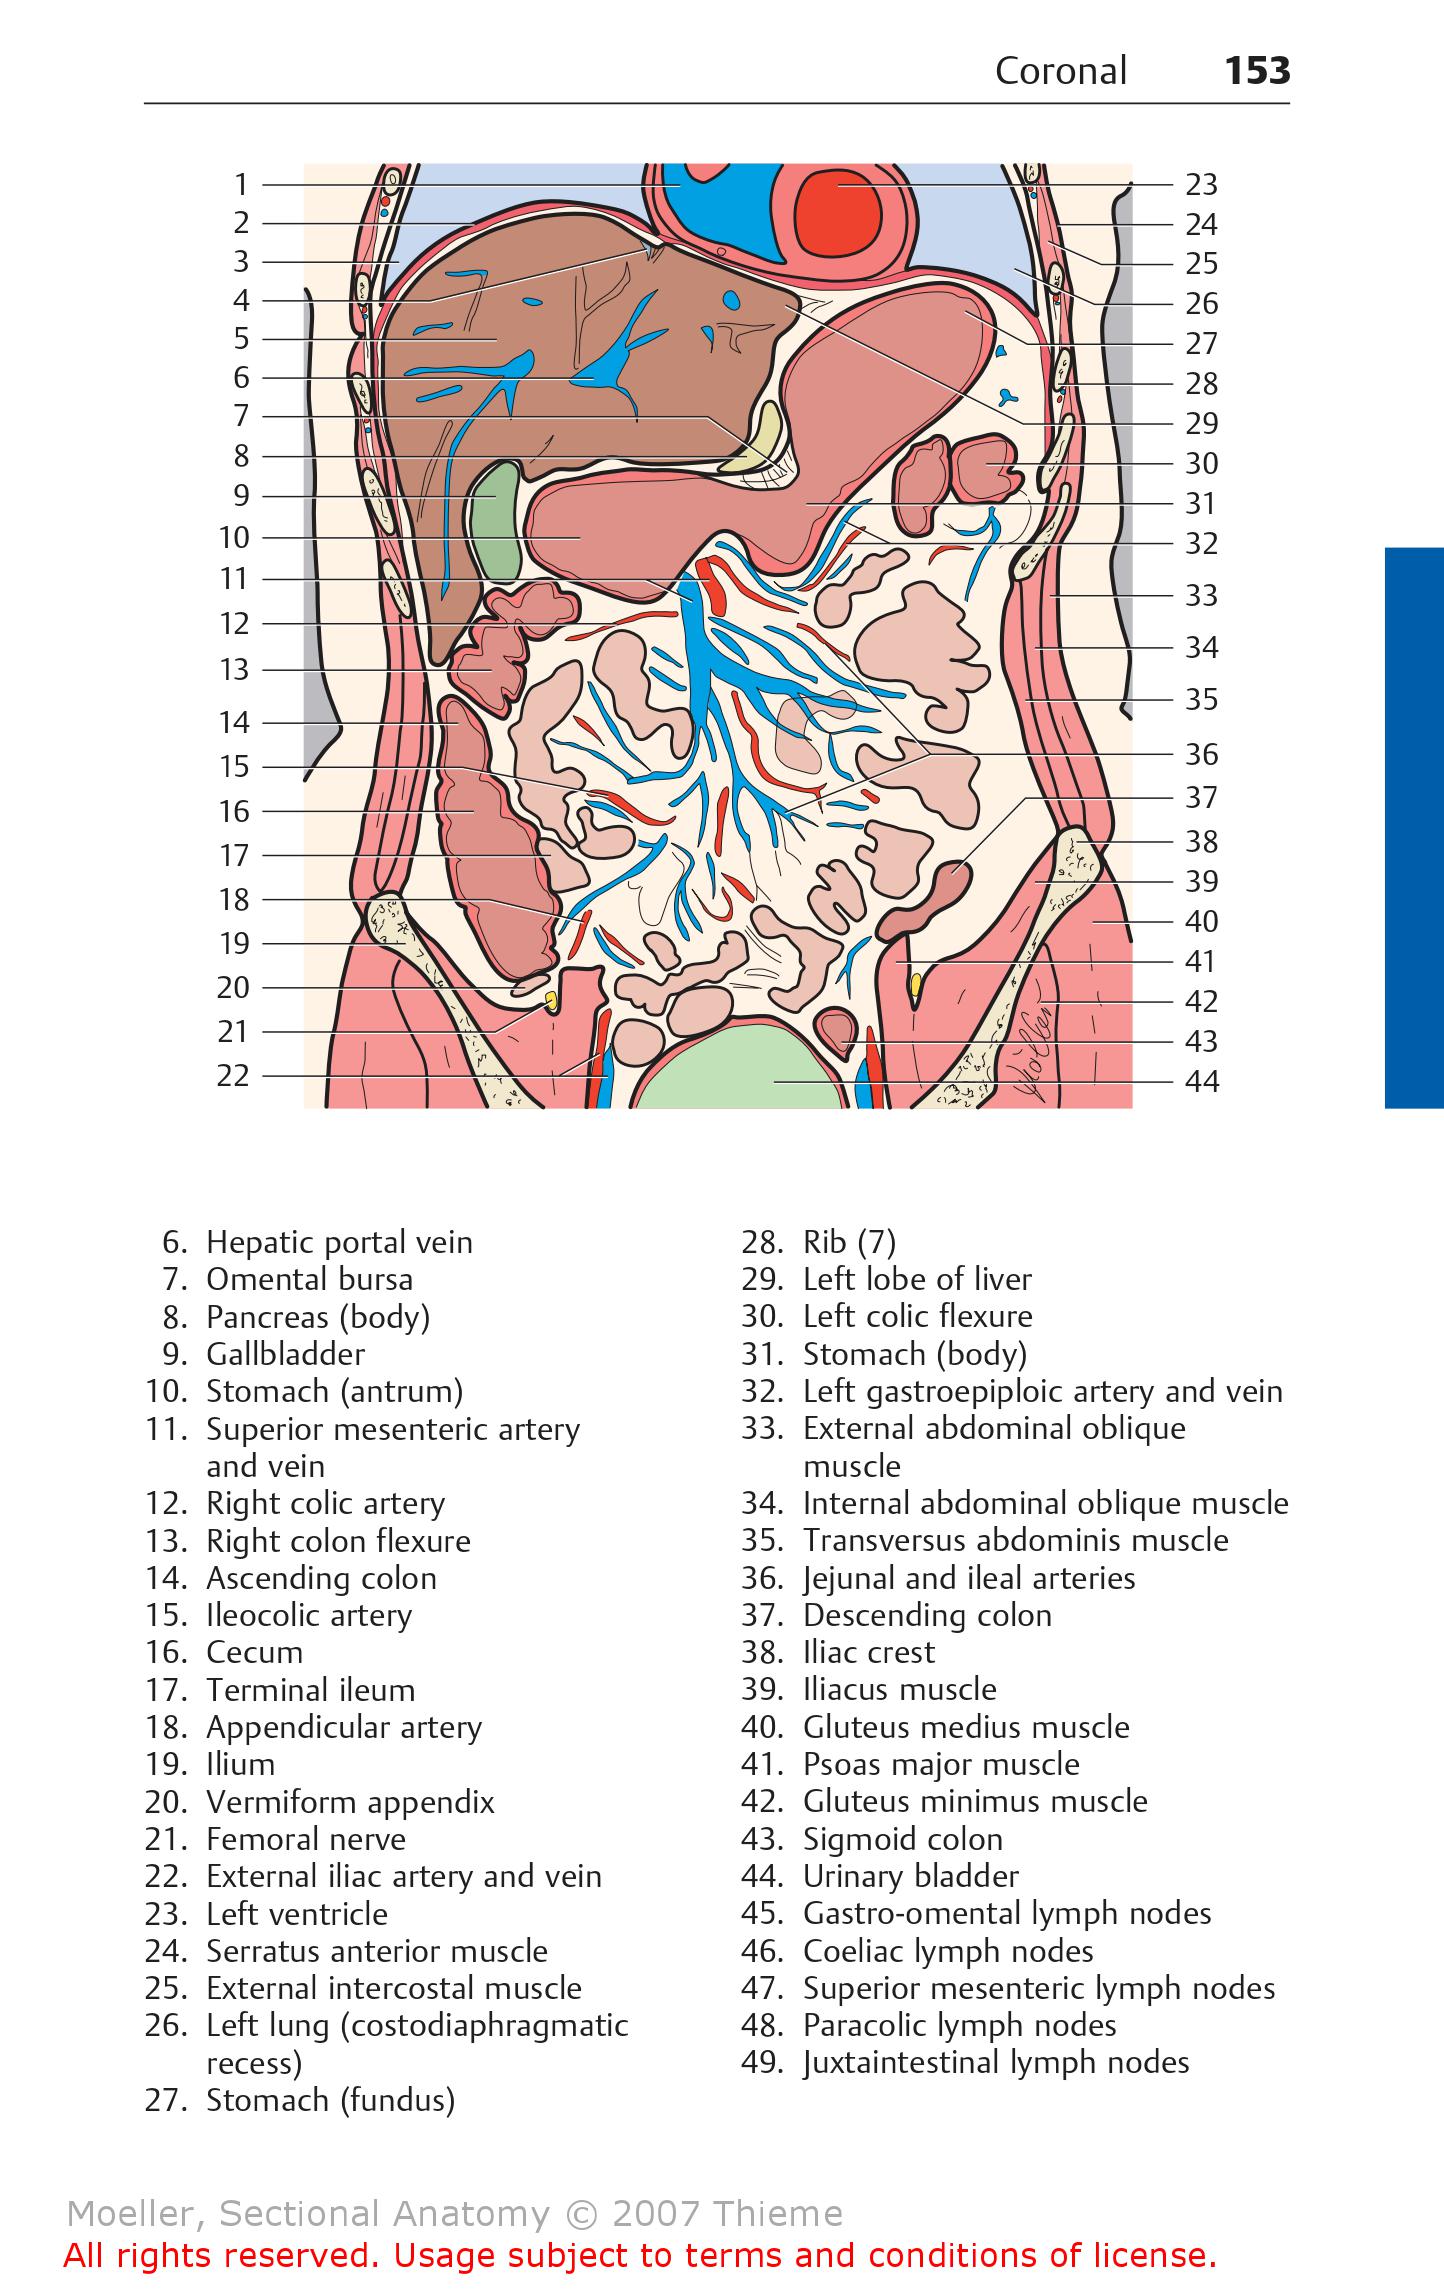 Coronal 153
1
2
3
4
5
6
7
8
9
10
11
12
13
14
15
16
17
18
19
20
21
22
23
24
25
26
27
28
29
30
31
32
33
34
35
36
37
38
39
40
41
42
43
44
6. Hepatic portal vein
7. Omental bursa
8. Pancreas (body)
9. Gallbladder
10. Stomach (antrum)
11. Superior mesenteric artery
and vein
12. Right colic artery
13. Right colon flexure
14. Ascending colon
15. Ileocolic artery
16. Cecum
17. Terminal ileum
18. Appendicular artery
19. Ilium
20. Vermiform appendix
21. Femoral nerve
22. External iliac artery and vein
23. Left ventricle
24. Serratus anterior muscle
25. External intercostal muscle
26. Left lung (costodiaphragmatic
recess)
27. Stomach (fundus)
28. Rib (7)
29. Left lobe of liver
30. Left colic flexure
31. Stomach (body)
32. Left gastroepiploic artery and vein
33. External abdominal oblique
muscle
34. Internal abdominal oblique muscle
35. Transversus abdominis muscle
36. Jejunal and ileal arteries
37. Descending colon
38. Iliac crest
39. Iliacus muscle
40. Gluteus medius muscle
41. Psoas major muscle
42. Gluteus minimus muscle
43. Sigmoid colon
44. Urinary bladder
45. Gastro-omental lymph nodes
46. Coeliac lymph nodes
47. Superior mesenteric lymph nodes
48. Paracolic lymph nodes
49. Juxtaintestinal lymph nodes
Moeller, Sectional Anatomy © 2007 Thieme
All rights reserved. Usage subject to terms and conditions of license.